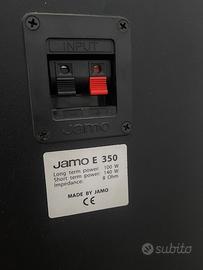 INPUT
Jamo
Jamo E 350
Long term power: 100 W
Short term power: 140 W
Impedance: 8 Ohm
MADE BY JAMO
CE
subito